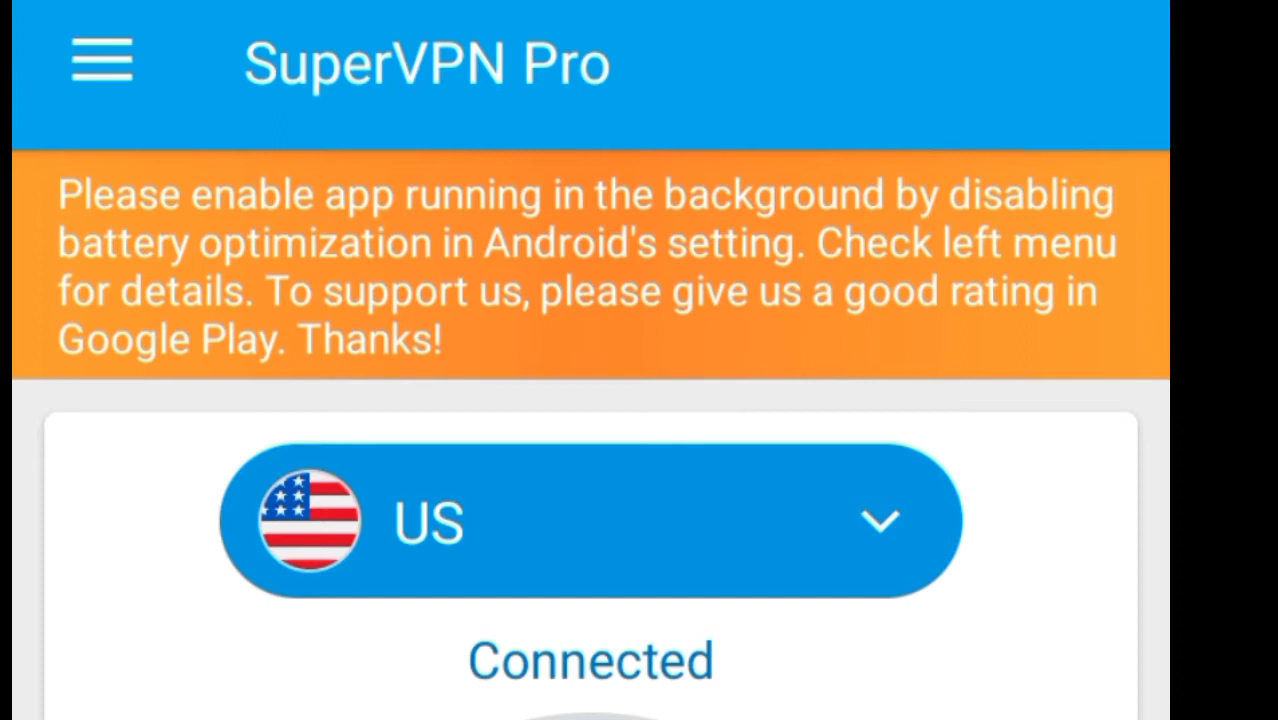 SuperVPN Pro
Please enable app running in the background by disabling
battery optimization in Android's setting. Check left menu
for details. To support us, please give us a good rating in
Google Play. Thanks!
US
Connected